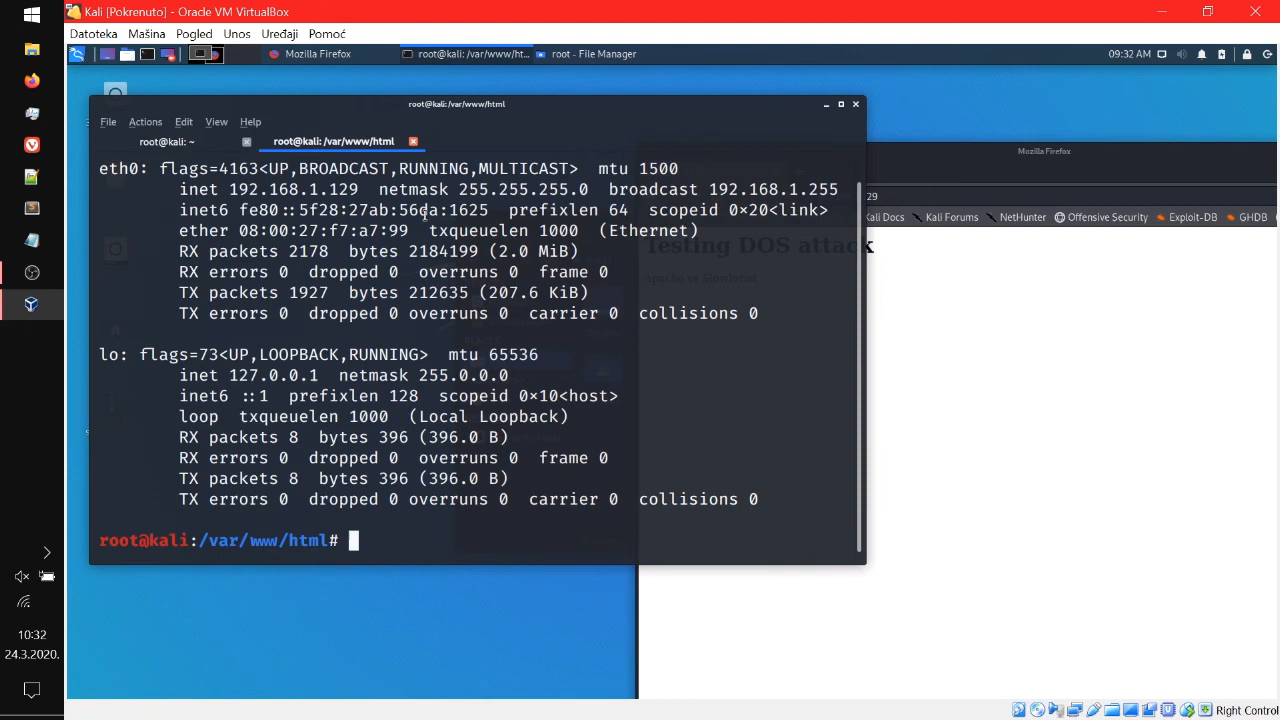 Kali [Pokrenuto] - Oracle VM VirtualBox
Datoteka Mašina Pogled Unos Uređaji Pomoć
Mozilla Firefox
root@kali: /var/www/ht...
root - File Manager
09:32 AM
root@kali: /var/www/html
File Actions Edit View Help
root@kali: ~
root@kali: /var/www/html
Mozilla Firefox
eth0: flags=4163<UP,BROADCAST,RUNNING,MULTICAST>  mtu 1500
inet 192.168.1.129  netmask 255.255.255.0  broadcast 192.168.1.255
inet6 fe80::5f28:27ab:56da:1625  prefixlen 64  scopeid 0×20<link>
ether 08:00:27:f7:a7:99  txqueuelen 1000  (Ethernet)
RX packets 2178  bytes 2184199 (2.0 MiB)
RX errors 0  dropped 0  overruns 0  frame 0
TX packets 1927  bytes 212635 (207.6 KiB)
TX errors 0  dropped 0 overruns 0  carrier 0  collisions 0
lo: flags=73<UP,LOOPBACK,RUNNING>  mtu 65536
inet 127.0.0.1  netmask 255.0.0.0
inet6 ::1  prefixlen 128  scopeid 0×10<host>
loop  txqueuelen 1000  (Local Loopback)
RX packets 8  bytes 396 (396.0 B)
RX errors 0  dropped 0  overruns 0  frame 0
TX packets 8  bytes 396 (396.0 B)
TX errors 0  dropped 0 overruns 0  carrier 0  collisions 0
root@kali:/var/www/html#
29
Kali Docs Kali Forums NetHunter Offensive Security Exploit-DB GHDB
Testing DOS attack
apache vs Slowloris!
10:32
24.3.2020.
Right Control